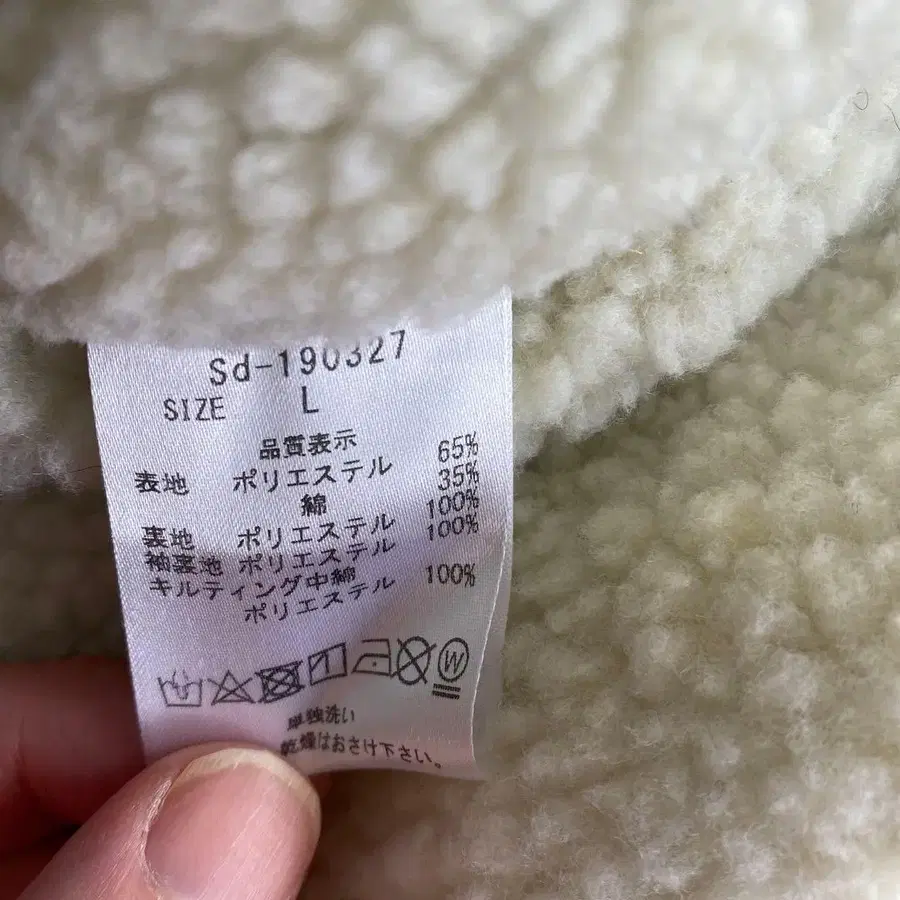 Sd-190327
SIZE L
品質表示
表地 ポリエステル 65%
綿 35%
裏地 ポリエステル 100%
袖裏地 ポリエステル 100%
キルティング中綿
ポリエステル 100%
W
単独洗い
乾燥はおさけ下さい。